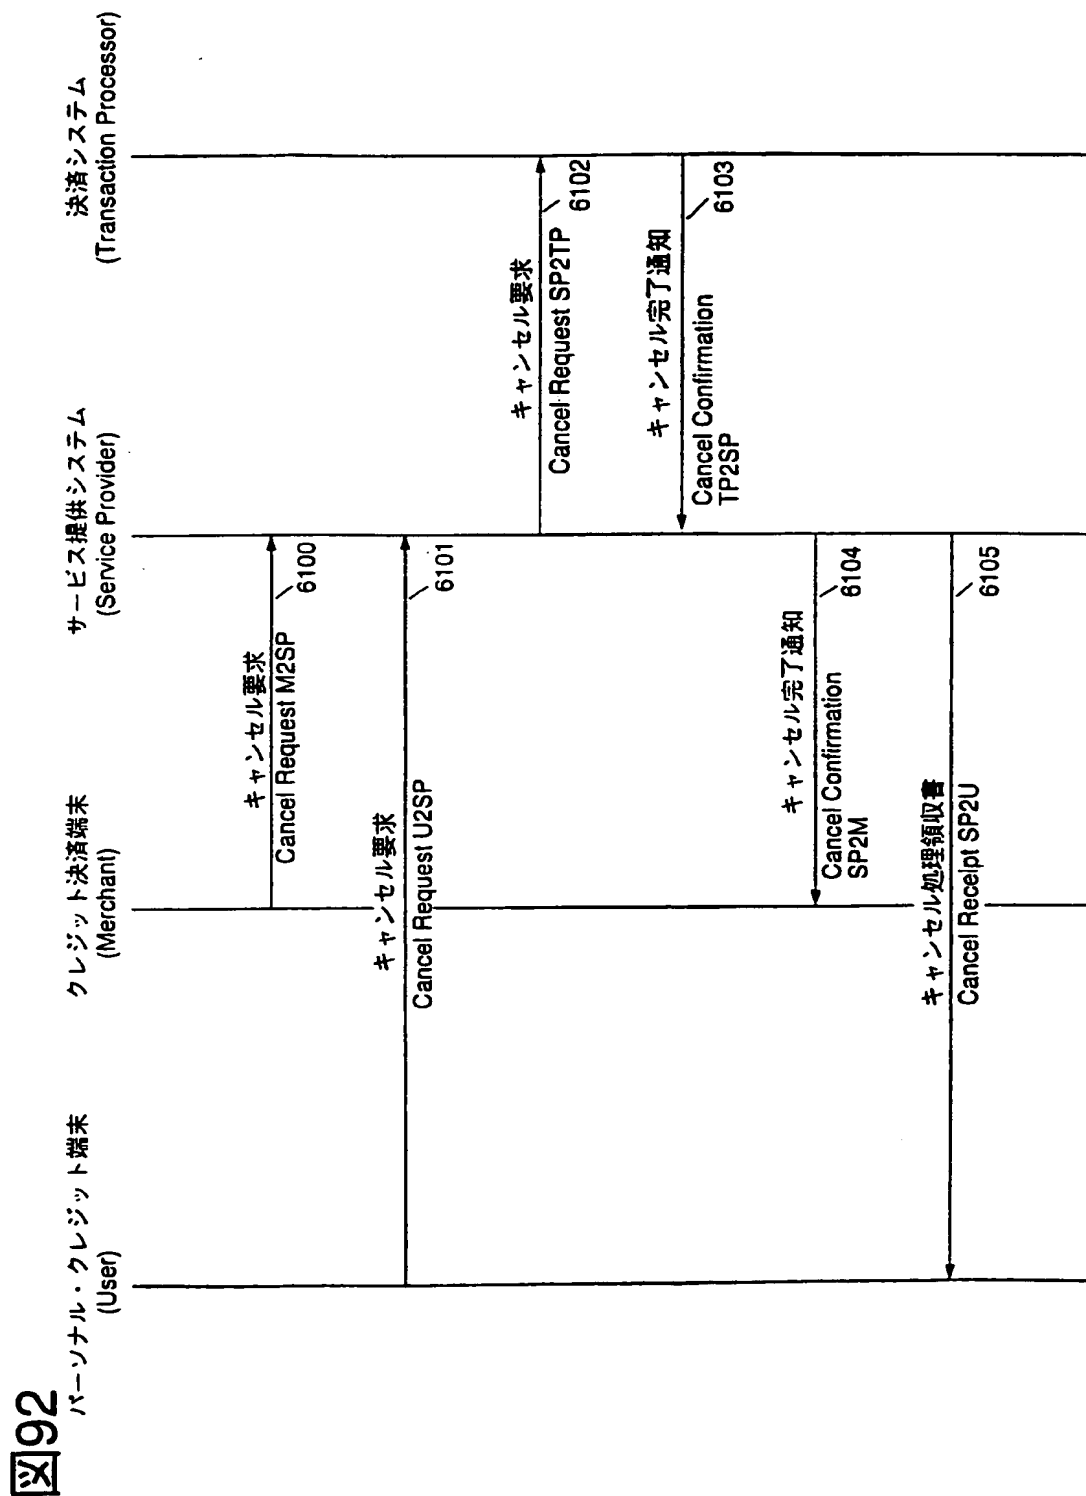 図92
パーソナル・クレジット端末
(User)
クレジット決済端末
(Merchant)
サービス提供システム
(Service Provider)
決済システム
(Transaction Processor)
キャンセル要求
Cancel Request M2SP
6100
キャンセル要求
Cancel Request U2SP
6101
キャンセル要求
Cancel Request SP2TP
6102
キャンセル完了通知
Cancel Confirmation
TP2SP
6103
キャンセル完了通知
Cancel Confirmation
SP2M
6104
キャンセル処理領収書
Cancel Receipt SP2U
6105